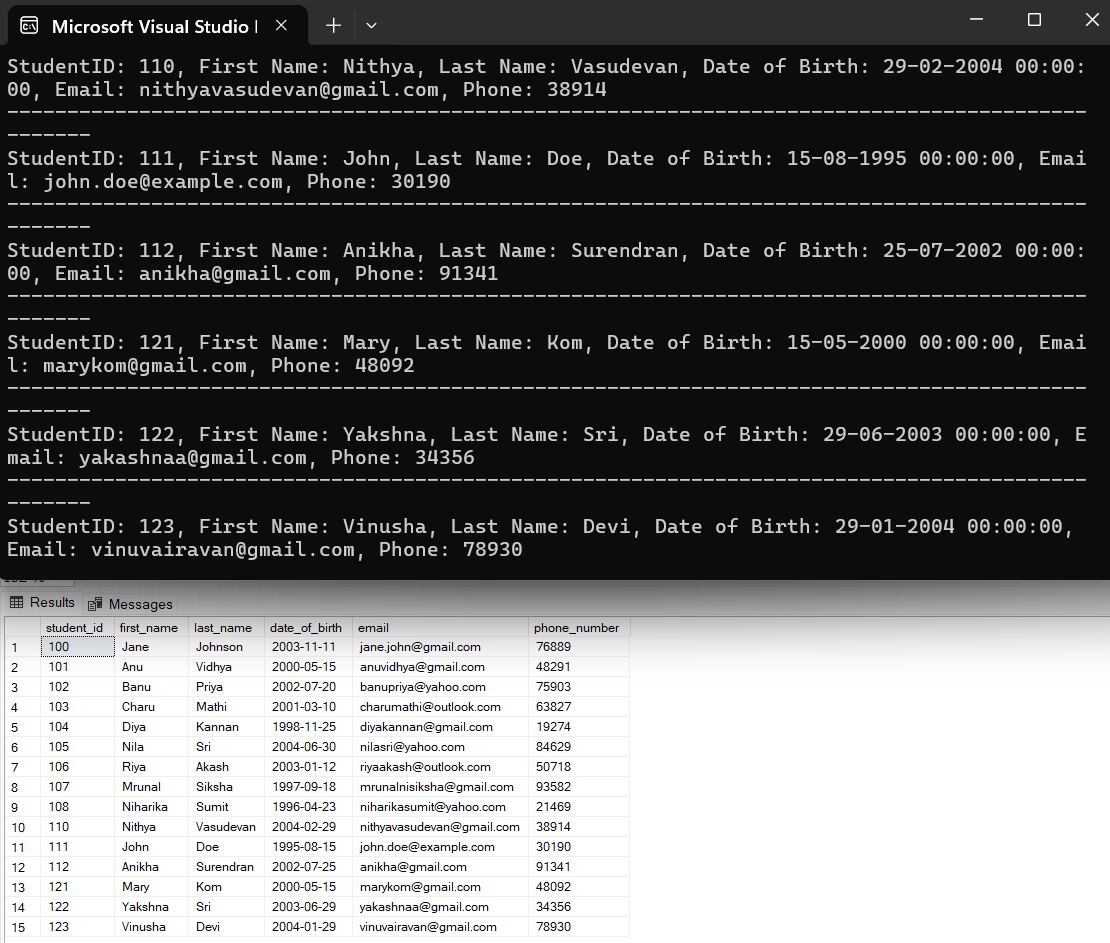 Microsoft Visual Studio
StudentID: 110, First Name: Nithya, Last Name: Vasudevan, Date of Birth: 29-02-2004 00:00:
00, Email: nithyavasudevan@gmail.com, Phone: 38914
------------------------------------------------------------------------------------------
-------
StudentID: 111, First Name: John, Last Name: Doe, Date of Birth: 15-08-1995 00:00:00, Emai
l: john.doe@example.com, Phone: 30190
------------------------------------------------------------------------------------------
-------
StudentID: 112, First Name: Anikha, Last Name: Surendran, Date of Birth: 25-07-2002 00:00:
00, Email: anikha@gmail.com, Phone: 91341
------------------------------------------------------------------------------------------
-------
StudentID: 121, First Name: Mary, Last Name: Kom, Date of Birth: 15-05-2000 00:00:00, Emai
l: marykom@gmail.com, Phone: 48092
------------------------------------------------------------------------------------------
-------
StudentID: 122, First Name: Yakshna, Last Name: Sri, Date of Birth: 29-06-2003 00:00:00, E
mail: yakashnaa@gmail.com, Phone: 34356
------------------------------------------------------------------------------------------
-------
StudentID: 123, First Name: Vinusha, Last Name: Devi, Date of Birth: 29-01-2004 00:00:00,
Email: vinuvairavan@gmail.com, Phone: 78930
Results Messages
student_id first_name last_name date_of_birth email phone_number
1 100 Jane Johnson 2003-11-11 jane.john@gmail.com 76889
2 101 Anu Vidhya 2000-05-15 anuvidhya@gmail.com 48291
3 102 Banu Priya 2002-07-20 banupriya@yahoo.com 75903
4 103 Charu Mathi 2001-03-10 charumathi@outlook.com 63827
5 104 Diya Kannan 1998-11-25 diyakannan@gmail.com 19274
6 105 Nila Sri 2004-06-30 nilasri@yahoo.com 84629
7 106 Riya Akash 2003-01-12 riyaakash@outlook.com 50718
8 107 Mrunal Siksha 1997-09-18 mrunalnisiksha@gmail.com 93582
9 108 Niharika Sumit 1996-04-23 niharikasumit@yahoo.com 21469
10 110 Nithya Vasudevan 2004-02-29 nithyavasudevan@gmail.com 38914
11 111 John Doe 1995-08-15 john.doe@example.com 30190
12 112 Anikha Surendran 2002-07-25 anikha@gmail.com 91341
13 121 Mary Kom 2000-05-15 marykom@gmail.com 48092
14 122 Yakshna Sri 2003-06-29 yakashnaa@gmail.com 34356
15 123 Vinusha Devi 2004-01-29 vinuvairavan@gmail.com 78930